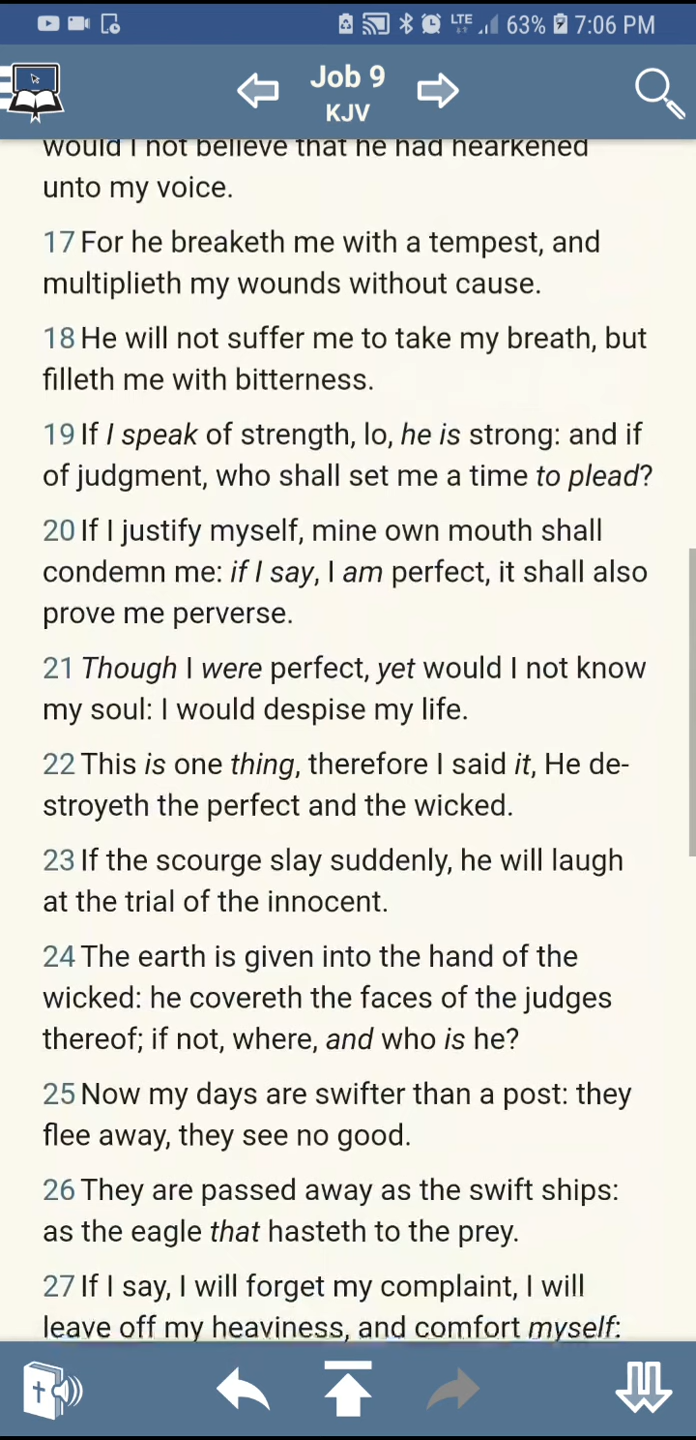 LTE 63% 7:06 PM
Job 9
KJV
would I not believe that he had hearkened
unto my voice.
17 For he breaketh me with a tempest, and
multiplieth my wounds without cause.
18 He will not suffer me to take my breath, but
filleth me with bitterness.
19 If I speak of strength, lo, he is strong: and if
of judgment, who shall set me a time to plead?
20 If I justify myself, mine own mouth shall
condemn me: if I say, I am perfect, it shall also
prove me perverse.
21 Though I were perfect, yet would I not know
my soul: I would despise my life.
22 This is one thing, therefore I said it, He de-
stroyeth the perfect and the wicked.
23 If the scourge slay suddenly, he will laugh
at the trial of the innocent.
24 The earth is given into the hand of the
wicked: he covereth the faces of the judges
thereof; if not, where, and who is he?
25 Now my days are swifter than a post: they
flee away, they see no good.
26 They are passed away as the swift ships:
as the eagle that hasteth to the prey.
27 If I say, I will forget my complaint, I will
leave off my heaviness, and comfort myself: